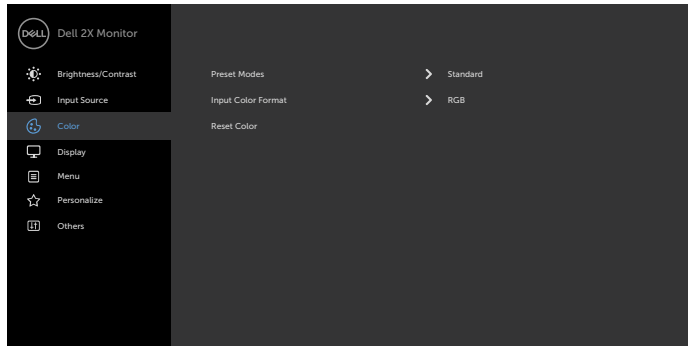 DELL Dell 2X Monitor
Brightness/Contrast Preset Modes Standard
Input Source Input Color Format RGB
Color Reset Color
Display
Menu
Personalize
Others